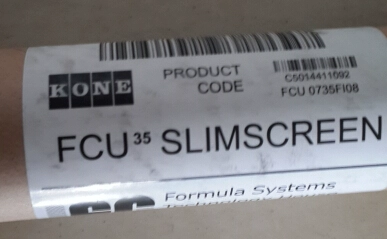 KONE
PRODUCT
CODE
C5014411092
FCU 0735FI08
FCU 35 SLIMSCREEN
Formula Systems